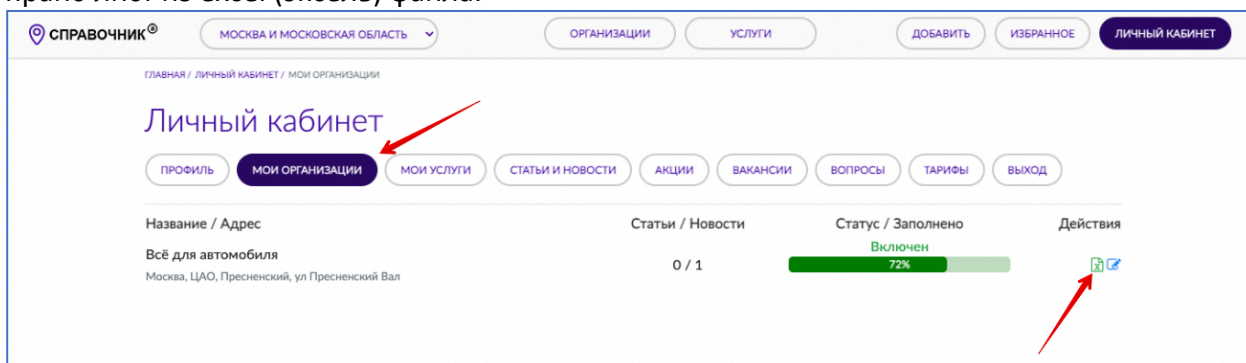 СПРАВОЧНИК®
МОСКВА И МОСКОВСКАЯ ОБЛАСТЬ
ОРГАНИЗАЦИИ
УСЛУГИ
ДОБАВИТЬ
ИЗБРАННОЕ
ЛИЧНЫЙ КАБИНЕТ
ГЛАВНАЯ / ЛИЧНЫЙ КАБИНЕТ / МОИ ОРГАНИЗАЦИИ
Личный кабинет
ПРОФИЛЬ
МОИ ОРГАНИЗАЦИИ
МОИ УСЛУГИ
СТАТЬИ И НОВОСТИ
АКЦИИ
ВАКАНСИИ
ВОПРОСЫ
ТАРИФЫ
ВЫХОД
Название / Адрес
Статьи / Новости
Статус / Заполнено
Действия
Всё для автомобиля
Москва, ЦАО, Пресненский, ул Пресненский Вал
0 / 1
Включен
72%